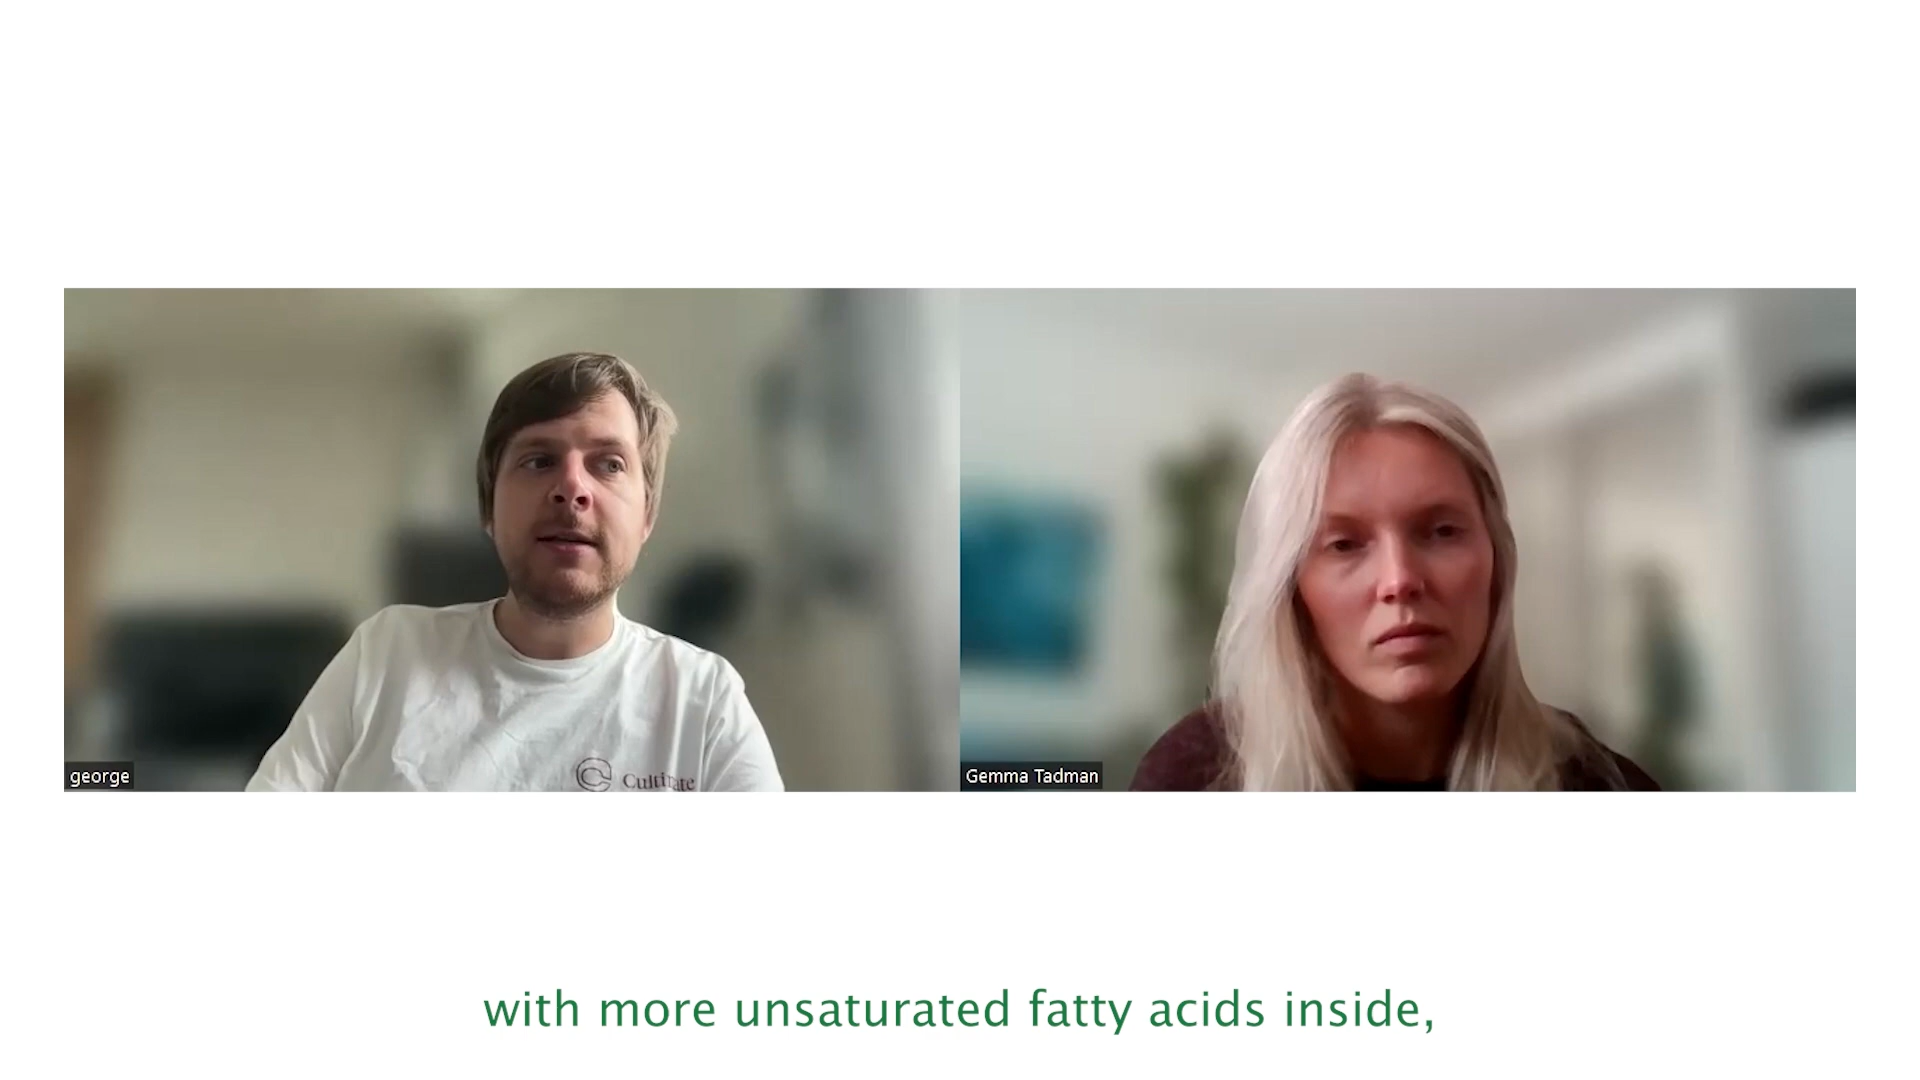 Cultivate
george
Gemma Tadman
with more unsaturated fatty acids inside,